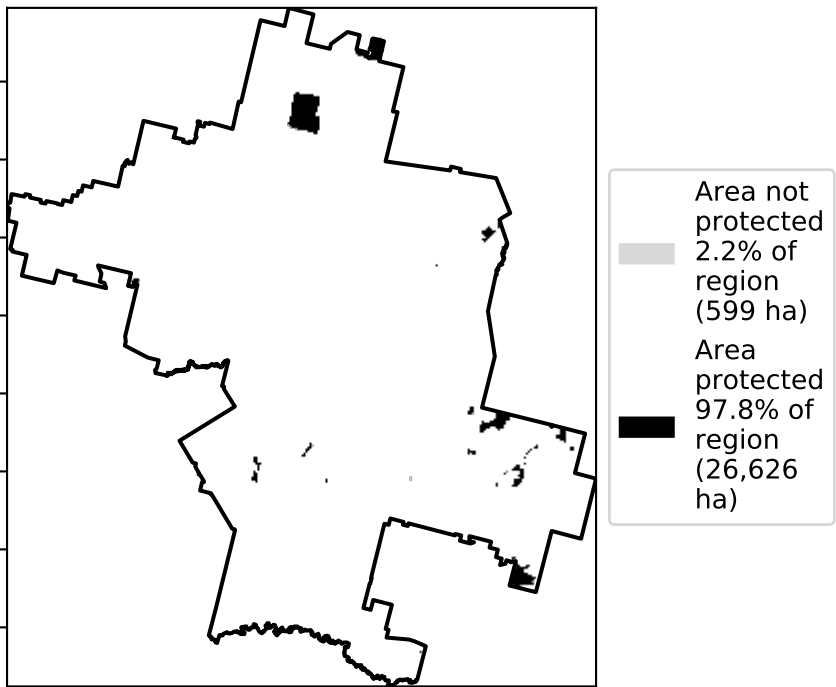 Area not
protected
2.2% of
region
(599 ha)
Area
protected
97.8% of
region
(26,626
ha)